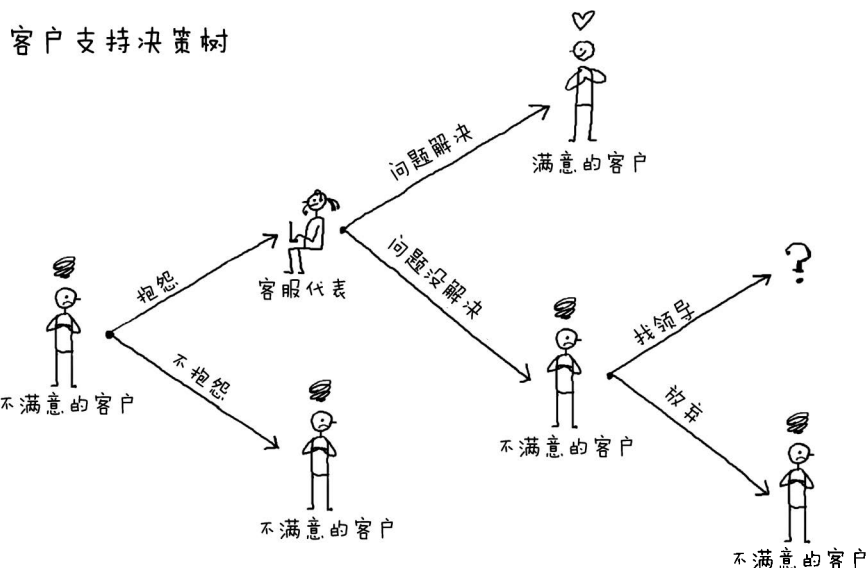 客户支持决策树
问题解决
满意的客户
抱怨
客服代表
问题没解决
?
找领导
不满意的客户
不抱怨
不满意的客户
放弃
不满意的客户
不满意的客户